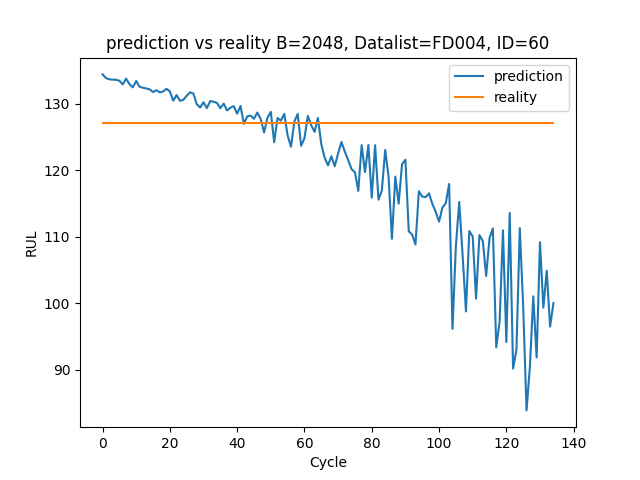 prediction vs reality B=2048, Datalist=FD004, ID=60
prediction
reality
RUL
130
120
110
100
90
0 20 40 60 80 100 120 140
Cycle